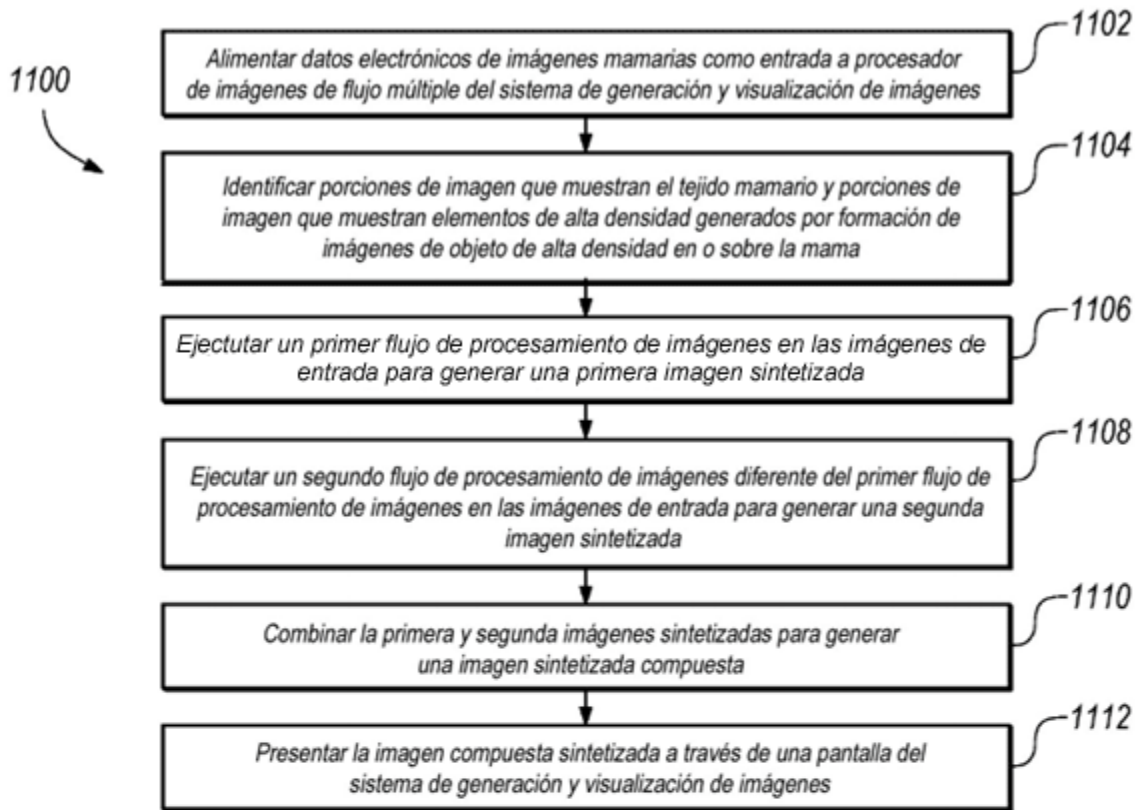 1100
1102
Alimentar datos electrónicos de imágenes mamarias como entrada a procesador
de imágenes de flujo múltiple del sistema de generación y visualización de imágenes
1104
Identificar porciones de imagen que muestran el tejido mamario y porciones de
imagen que muestran elementos de alta densidad generados por formación de
imágenes de objeto de alta densidad en o sobre la mama
1106
Ejectutar un primer flujo de procesamiento de imágenes en las imágenes de
entrada para generar una primera imagen sintetizada
1108
Ejecutar un segundo flujo de procesamiento de imágenes diferente del primer flujo de
procesamiento de imágenes en las imágenes de entrada para generar una segunda
imagen sintetizada
1110
Combinar la primera y segunda imágenes sintetizadas para generar
una imagen sintetizada compuesta
1112
Presentar la imagen compuesta sintetizada a través de una pantalla del
sistema de generación y visualización de imágenes